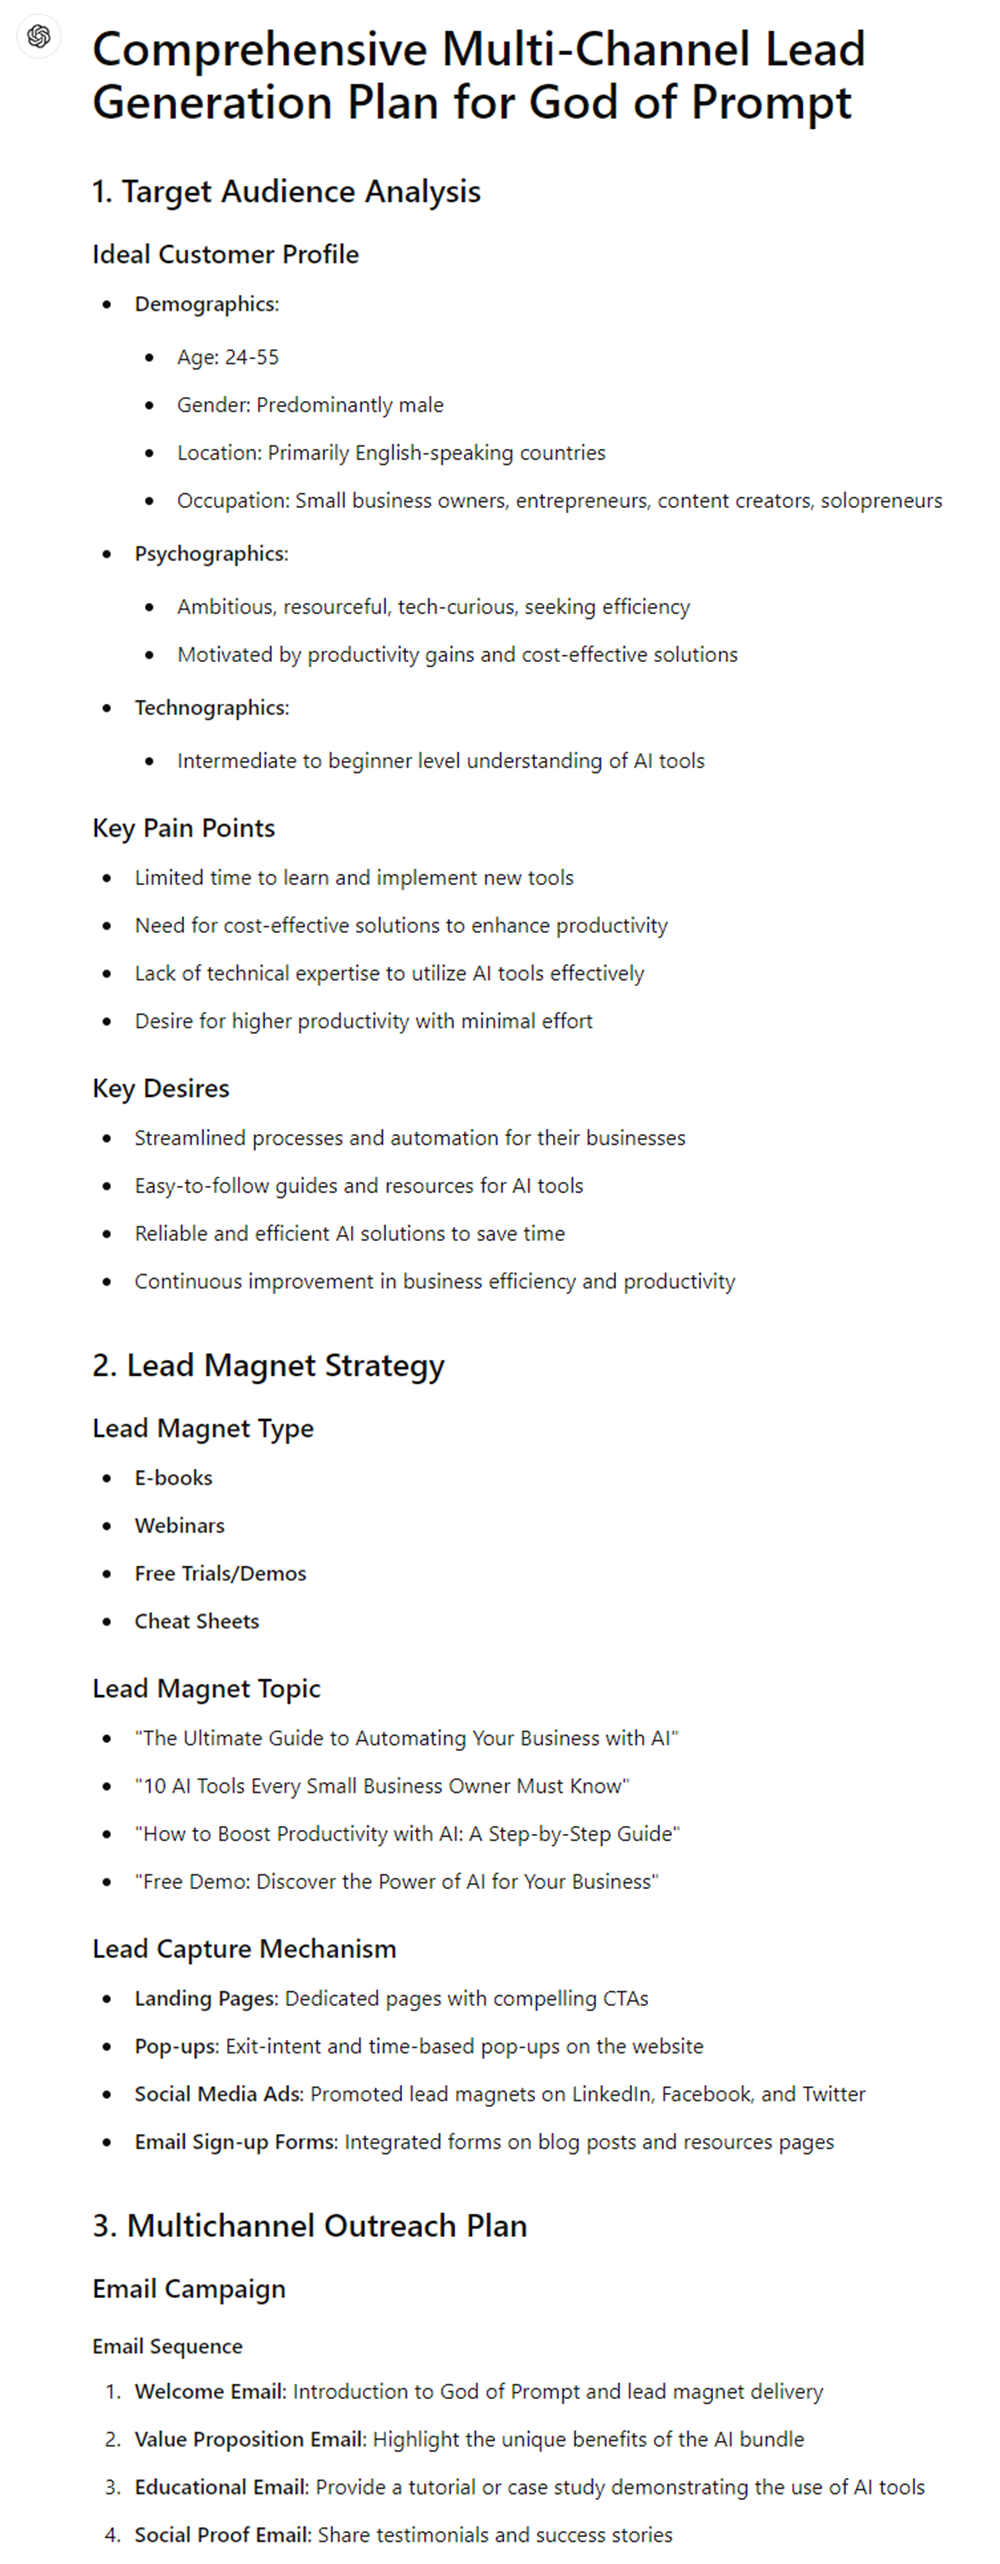 Comprehensive Multi-Channel Lead
Generation Plan for God of Prompt
1. Target Audience Analysis
Ideal Customer Profile
• Demographics:
• Age: 24-55
• Gender: Predominantly male
• Location: Primarily English-speaking countries
• Occupation: Small business owners, entrepreneurs, content creators, solopreneurs
• Psychographics:
• Ambitious, resourceful, tech-curious, seeking efficiency
• Motivated by productivity gains and cost-effective solutions
• Technographics:
• Intermediate to beginner level understanding of AI tools
Key Pain Points
• Limited time to learn and implement new tools
• Need for cost-effective solutions to enhance productivity
• Lack of technical expertise to utilize AI tools effectively
• Desire for higher productivity with minimal effort
Key Desires
• Streamlined processes and automation for their businesses
• Easy-to-follow guides and resources for AI tools
• Reliable and efficient AI solutions to save time
• Continuous improvement in business efficiency and productivity
2. Lead Magnet Strategy
Lead Magnet Type
• E-books
• Webinars
• Free Trials/Demos
• Cheat Sheets
Lead Magnet Topic
• "The Ultimate Guide to Automating Your Business with AI"
• "10 AI Tools Every Small Business Owner Must Know"
• "How to Boost Productivity with AI: A Step-by-Step Guide"
• "Free Demo: Discover the Power of AI for Your Business"
Lead Capture Mechanism
• Landing Pages: Dedicated pages with compelling CTAs
• Pop-ups: Exit-intent and time-based pop-ups on the website
• Social Media Ads: Promoted lead magnets on LinkedIn, Facebook, and Twitter
• Email Sign-up Forms: Integrated forms on blog posts and resources pages
3. Multichannel Outreach Plan
Email Campaign
Email Sequence
1. Welcome Email: Introduction to God of Prompt and lead magnet delivery
2. Value Proposition Email: Highlight the unique benefits of the AI bundle
3. Educational Email: Provide a tutorial or case study demonstrating the use of AI tools
4. Social Proof Email: Share testimonials and success stories